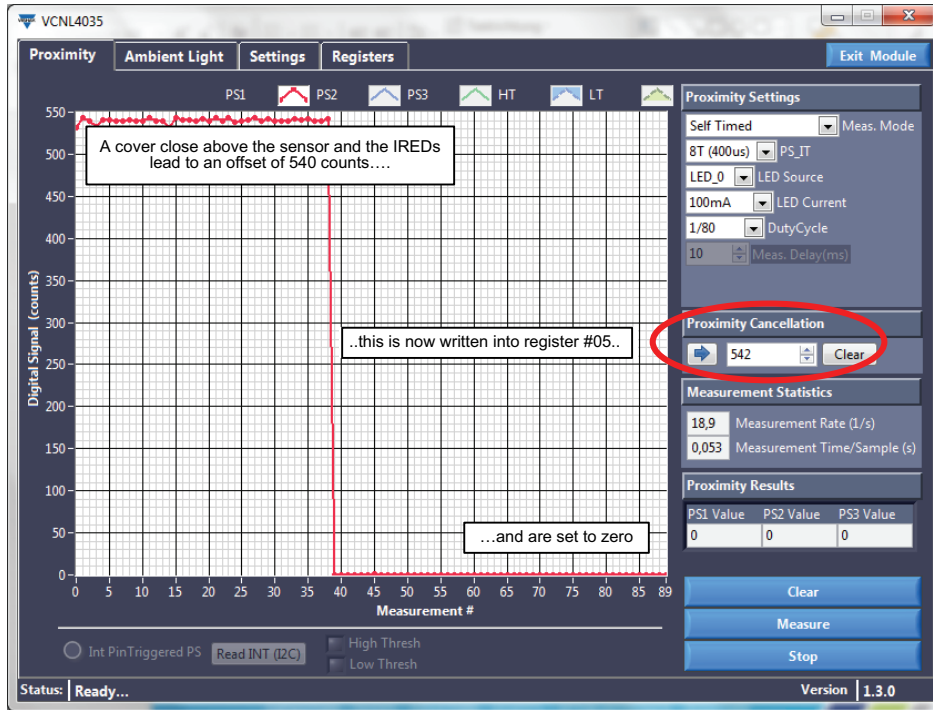 VCNL4035
Proximity
Ambient Light
Settings
Registers
Exit Module
PS1
PS2
PS3
HT
LT
Digital Signal (counts)
550
500
450
400
350
300
250
200
150
100
50
0
A cover close above the sensor and the IREDs
lead to an offset of 540 counts….
..this is now written into register #05..
…and are set to zero
0 5 10 15 20 25 30 35 40 45 50 55 60 65 70 75 80 85 89
Measurement #
Int PinTriggered PS
Read INT (I2C)
High Thresh
Low Thresh
Proximity Settings
Self Timed Meas. Mode
8T (400us) PS_IT
LED_0 LED Source
100mA LED Current
1/80 DutyCycle
10 Meas. Delay(ms)
Proximity Cancellation
542 Clear
Measurement Statistics
18,9 Measurement Rate (1/s)
0,053 Measurement Time/Sample (s)
Proximity Results
PS1 Value PS2 Value PS3 Value
0 0 0
Clear
Measure
Stop
Status: Ready...
Version 1.3.0